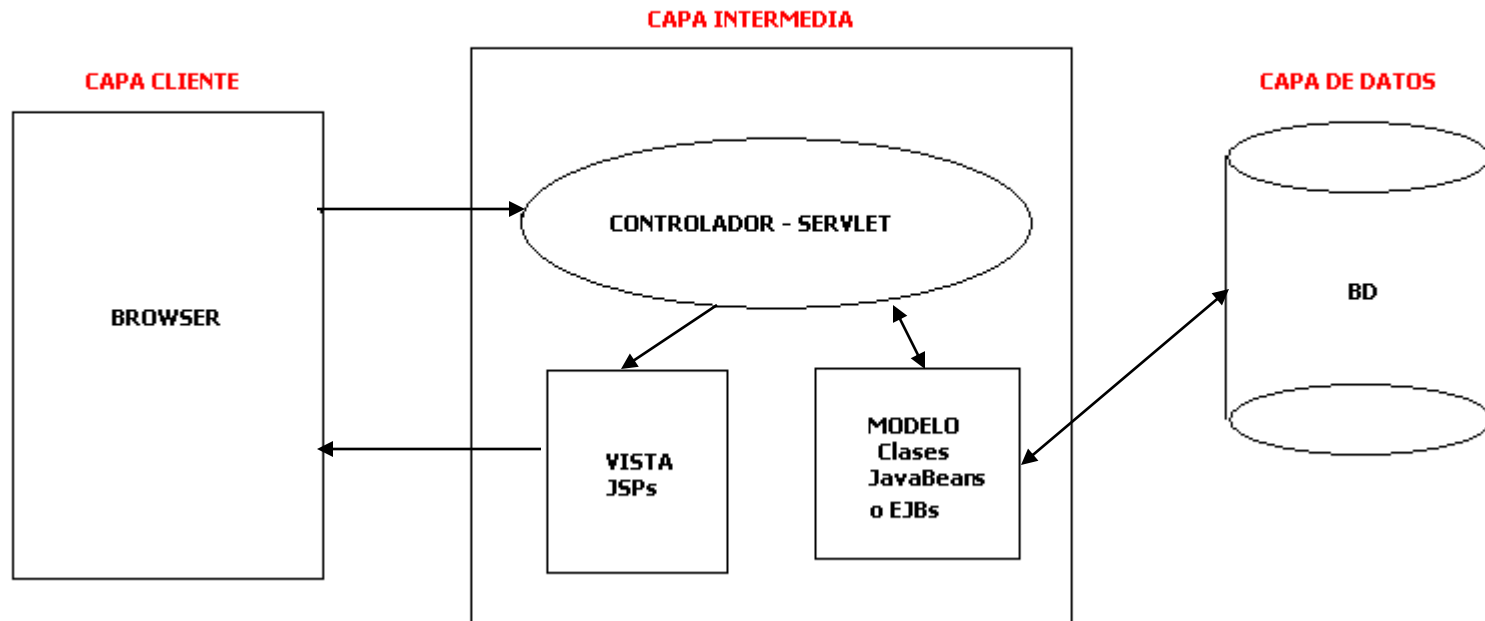 CAPA INTERMEDIA
CAPA CLIENTE
CAPA DE DATOS
CONTROLADOR - SERVLET
BROWSER
BD
VISTA
JSPs
MODELO
Clases
JavaBeans
o EJBs